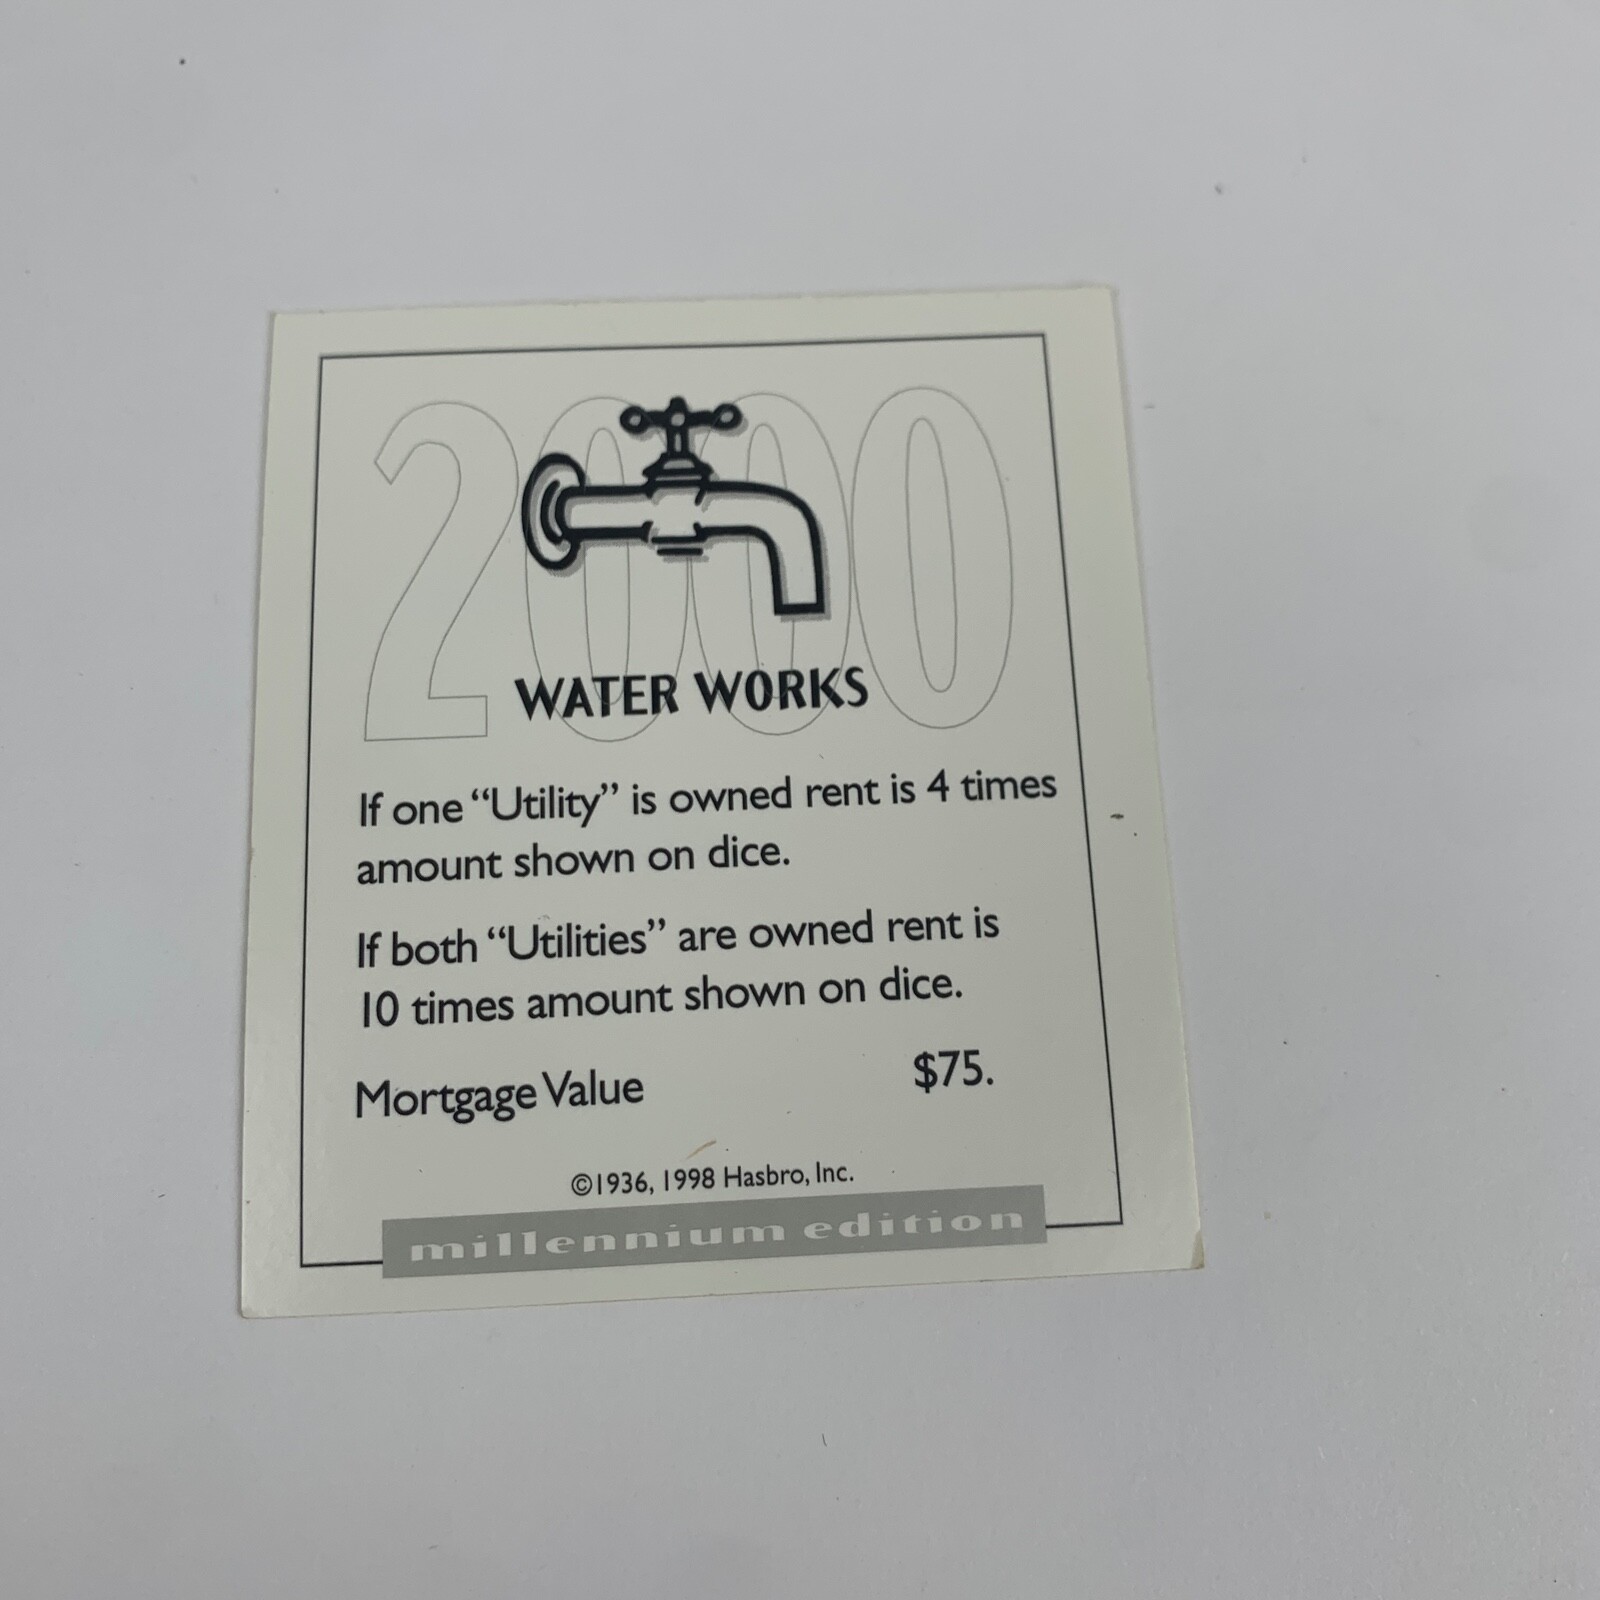 2000
WATER WORKS
If one “Utility” is owned rent is 4 times
amount shown on dice.
If both “Utilities” are owned rent is
10 times amount shown on dice.
Mortgage Value $75.
©1936, 1998 Hasbro, Inc.
millennium edition